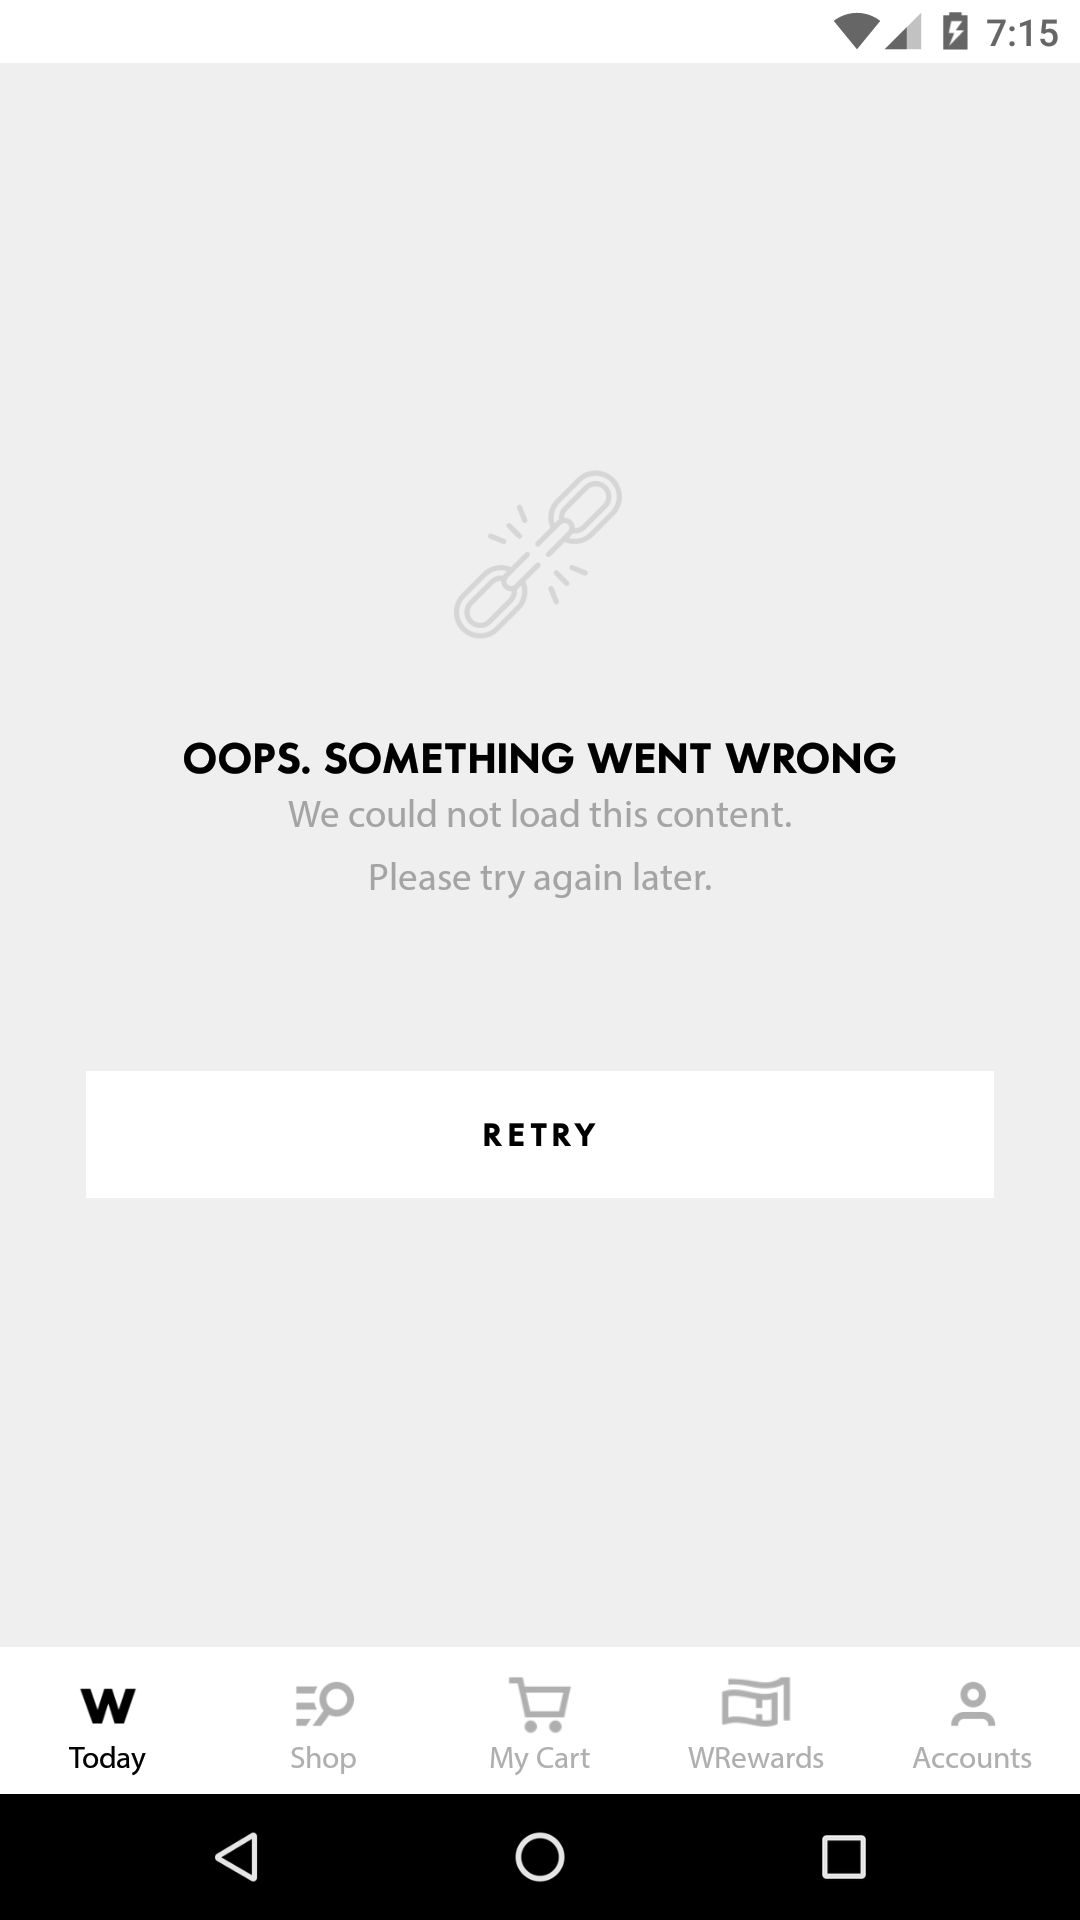 7:15
OOPS. SOMETHING WENT WRONG
We could not load this content.
Please try again later.
RETRY
W
Today
Shop
My Cart
WRewards
Accounts